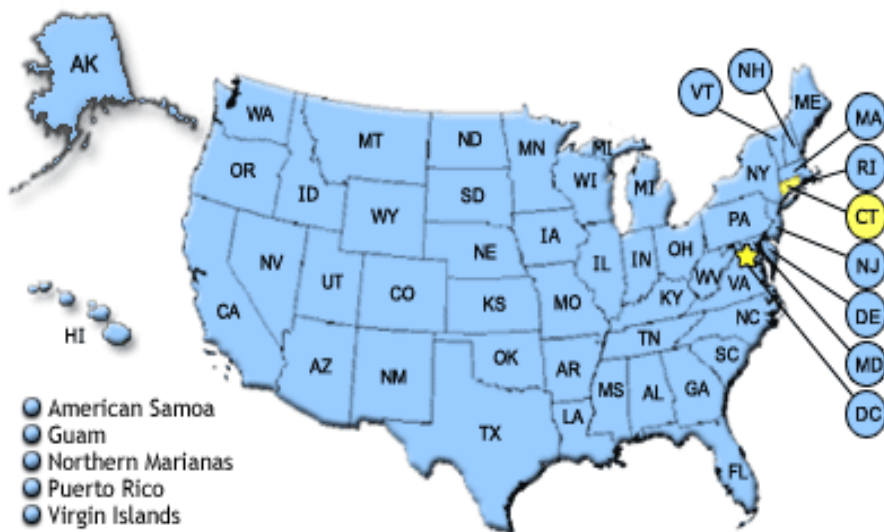 AK
WA
OR
CA
ID
NV
MT
WY
UT
AZ
CO
NM
ND
SD
NE
KS
OK
TX
MN
IA
MO
AR
LA
WI
IL
MI
MI
IN
OH
KY
TN
MS
AL
GA
FL
SC
NC
VA
WV
PA
NY
ME
VT
NH
MA
RI
CT
NJ
DE
MD
DC
HI
American Samoa
Guam
Northern Marianas
Puerto Rico
Virgin Islands